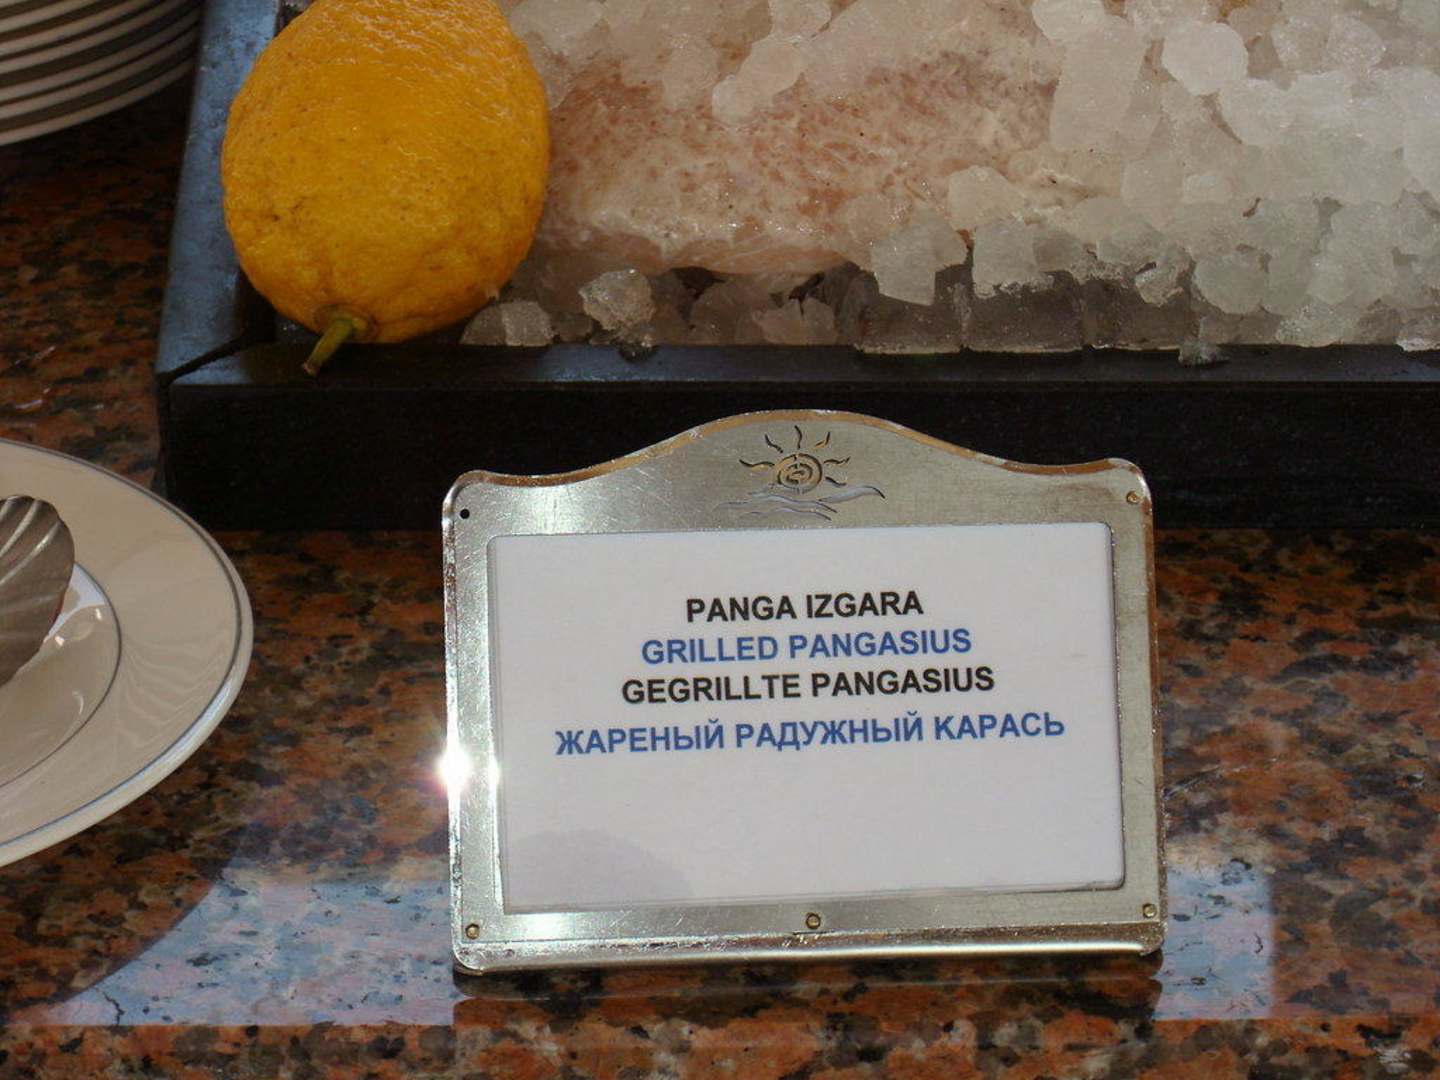 PANGA IZGARA
GRILLED PANGASIUS
GEGRILLTE PANGASIUS
ЖАРЕНЫЙ РАДУЖНЫЙ КАРАСЬ